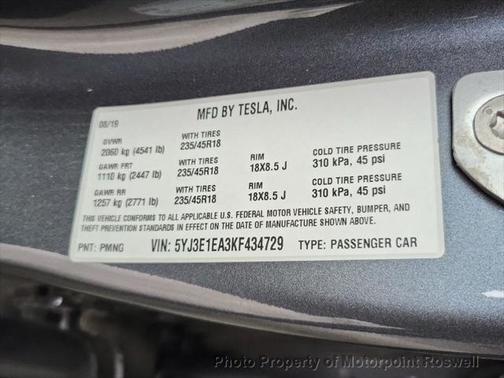 MFD BY TESLA, INC.
08/19
GVWR WITH TIRES
2060 kg (4541 lb) 235/45R18
GAWR FRT WITH TIRES RIM COLD TIRE PRESSURE
1110 kg (2447 lb) 235/45R18 18X8.5 J 310 kPa, 45 psi
GAWR RR WITH TIRES RIM COLD TIRE PRESSURE
1257 kg (2771 lb) 235/45R18 18X8.5 J 310 kPa, 45 psi
THIS VEHICLE CONFORMS TO ALL APPLICABLE U.S. FEDERAL MOTOR VEHICLE SAFETY, BUMPER, AND
THEFT PREVENTION STANDARDS IN EFFECT ON THE DATE OF MANUFACTURE SHOWN ABOVE.
PNT: PMNG VIN: 5YJ3E1EA3KF434729 TYPE: PASSENGER CAR
Photo Property of Motorpoint Roswell